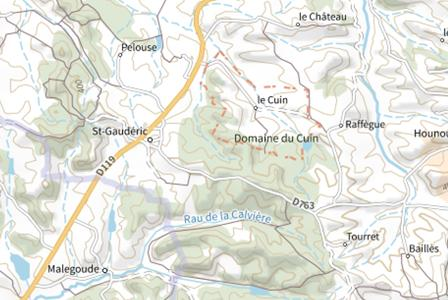 le Château
Pelouse
le Cuin
St-Gaudéric
Raffègue
Domaine du Cuin
Houno
D119
D763
Rau de la Calvière
Tourret
Baillès
Malegoude